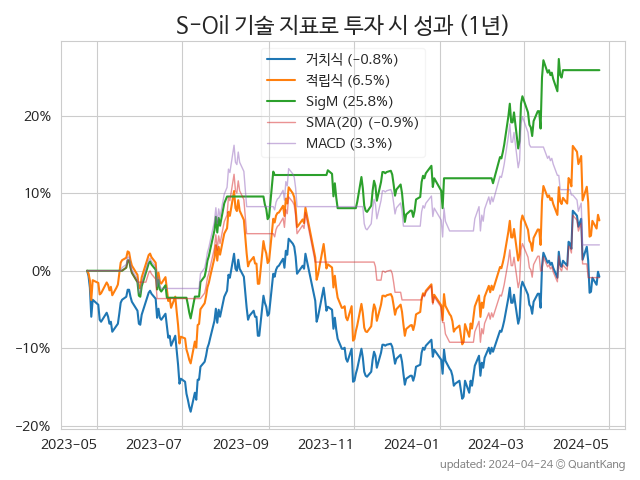 S-Oil 기술 지표로 투자 시 성과 (1년)
거치식 (−0.8%)
적립식 (6.5%)
SigM (25.8%)
SMA(20) (−0.9%)
MACD (3.3%)
20%
10%
0%
−10%
−20%
2023-05 2023-07 2023-09 2023-11 2024-01 2024-03 2024-05
updated: 2024-04-24 © QuantKang